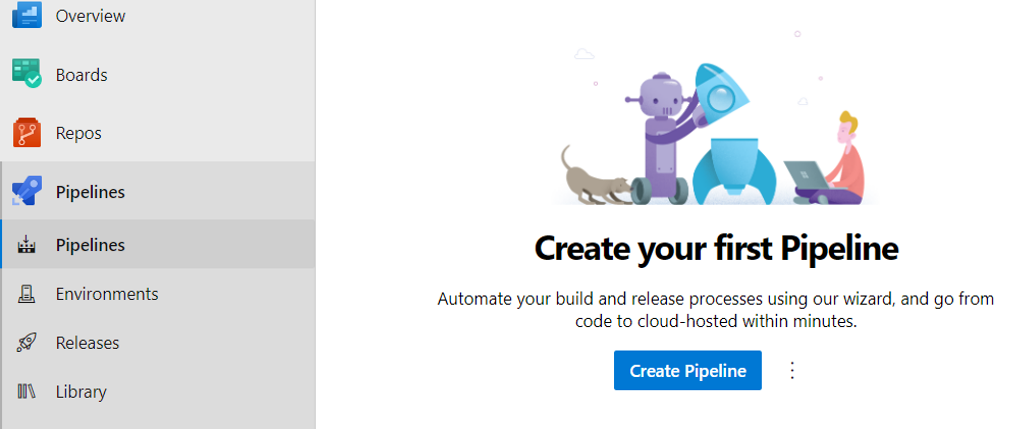 Overview
Boards
Repos
Pipelines
Pipelines
Environments
Releases
Library
Create your first Pipeline
Automate your build and release processes using our wizard, and go from
code to cloud-hosted within minutes.
Create Pipeline